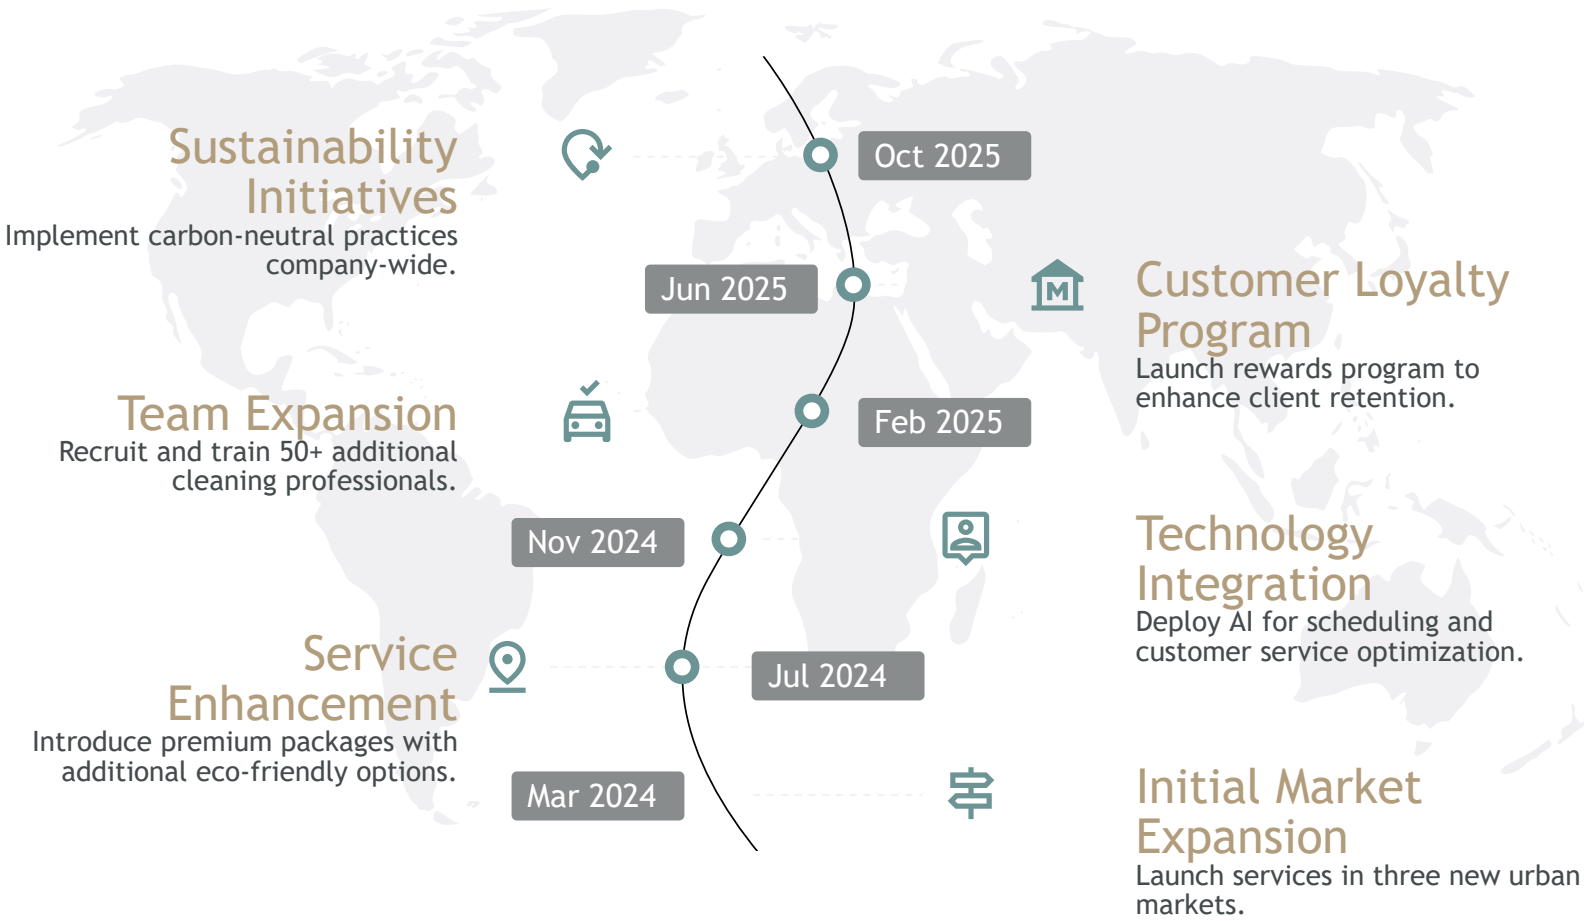 Sustainability
Initiatives
Implement carbon-neutral practices
company-wide.
Oct 2025
Jun 2025
M
Customer Loyalty
Program
Launch rewards program to
enhance client retention.
Team Expansion
Recruit and train 50+ additional
cleaning professionals.
Feb 2025
Nov 2024
Technology
Integration
Deploy AI for scheduling and
customer service optimization.
Service
Enhancement
Introduce premium packages with
additional eco-friendly options.
Jul 2024
Mar 2024
Initial Market
Expansion
Launch services in three new urban
markets.